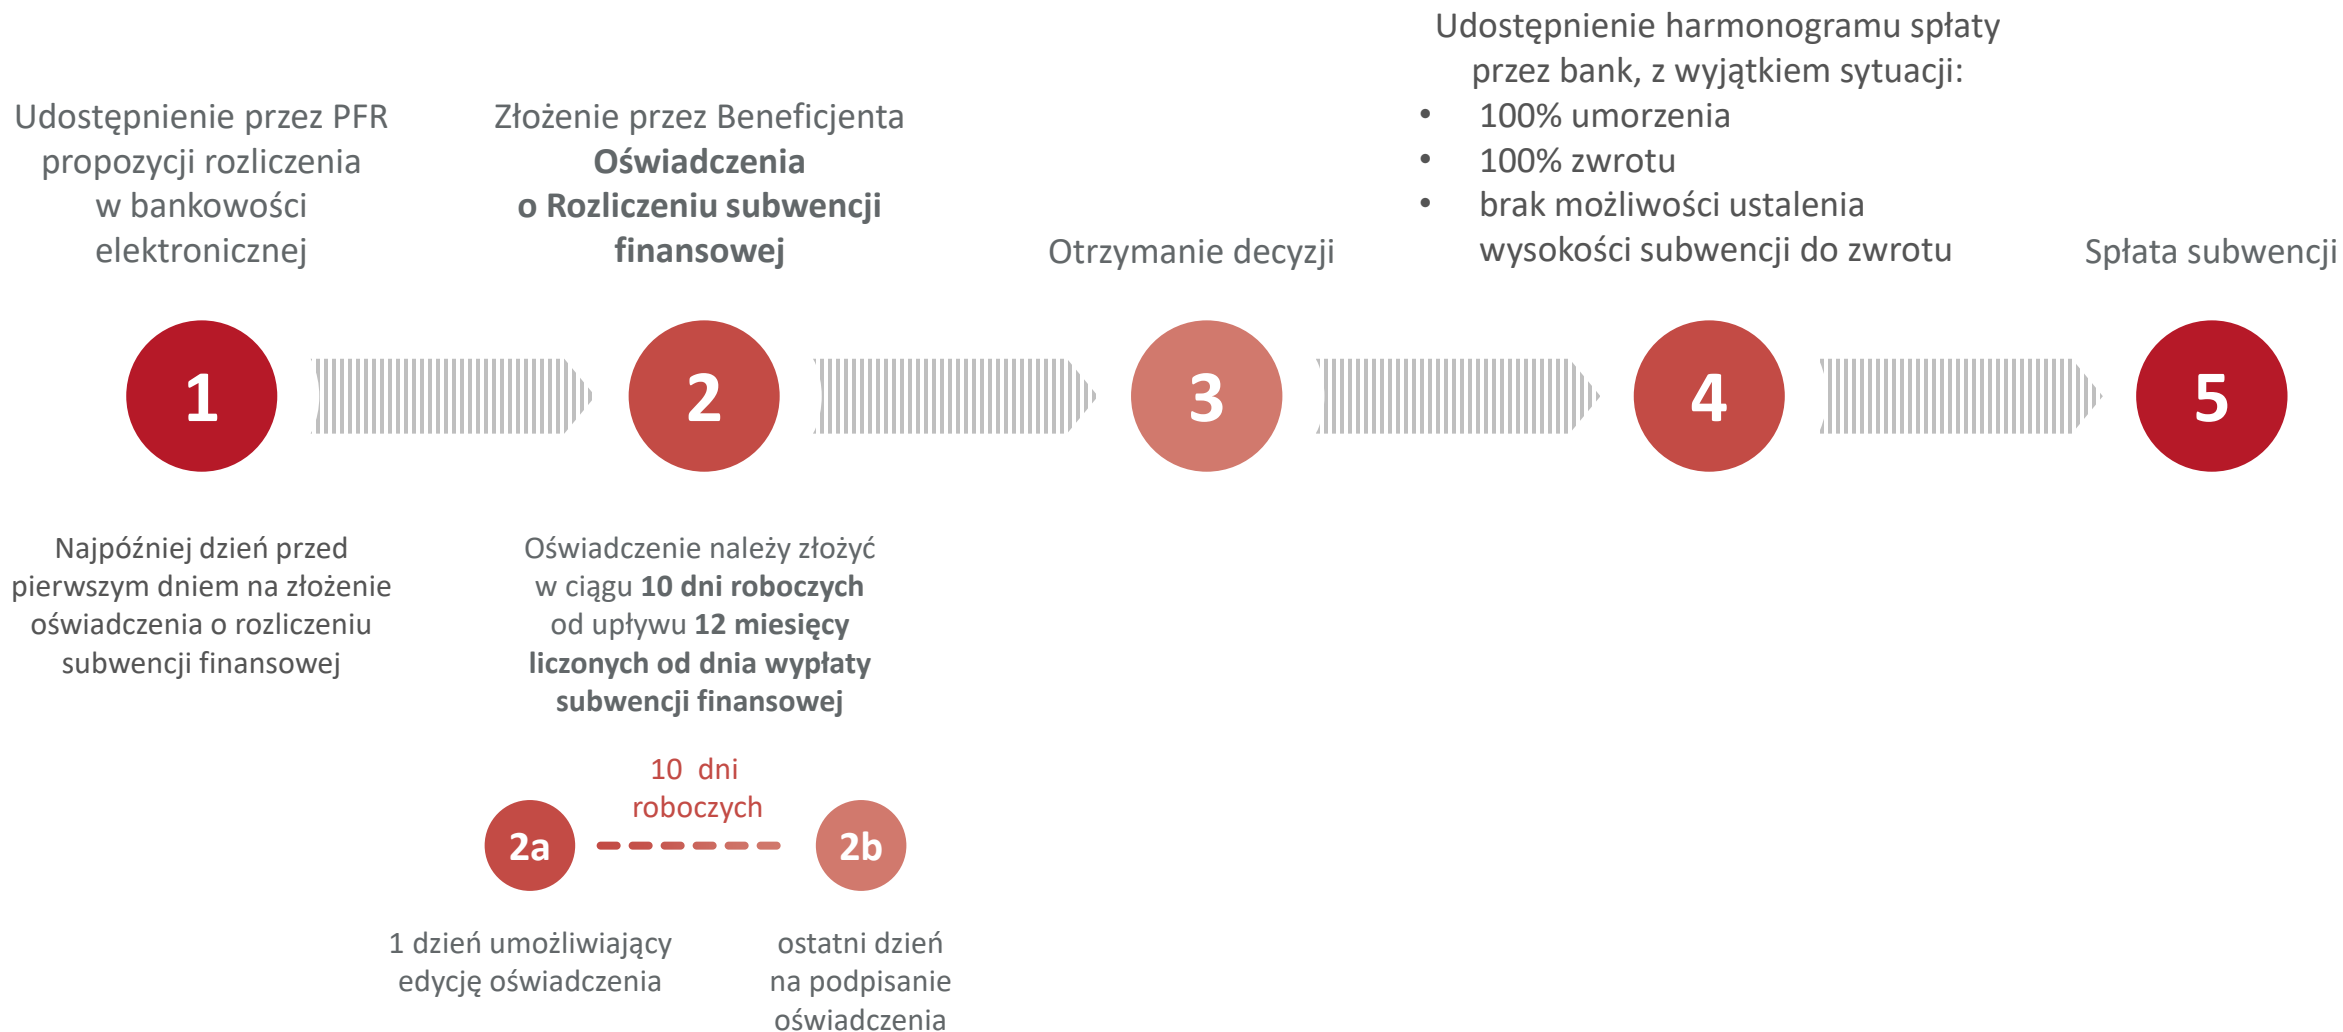 Udostępnienie przez PFR
propozycji rozliczenia
w bankowości
elektronicznej
Złożenie przez Beneficjenta
Oświadczenia
o Rozliczeniu subwencji
finansowej
Otrzymanie decyzji
Udostępnienie harmonogramu spłaty
przez bank, z wyjątkiem sytuacji:
• 100% umorzenia
• 100% zwrotu
• brak możliwości ustalenia
wysokości subwencji do zwrotu
Spłata subwencji
1
2
3
4
5
Najpóźniej dzień przed
pierwszym dniem na złożenie
oświadczenia o rozliczeniu
subwencji finansowej
Oświadczenie należy złożyć
w ciągu 10 dni roboczych
od upływu 12 miesięcy
liczonych od dnia wypłaty
subwencji finansowej
10 dni
roboczych
2a
2b
1 dzień umożliwiający
edycję oświadczenia
ostatni dzień
na podpisanie
oświadczenia